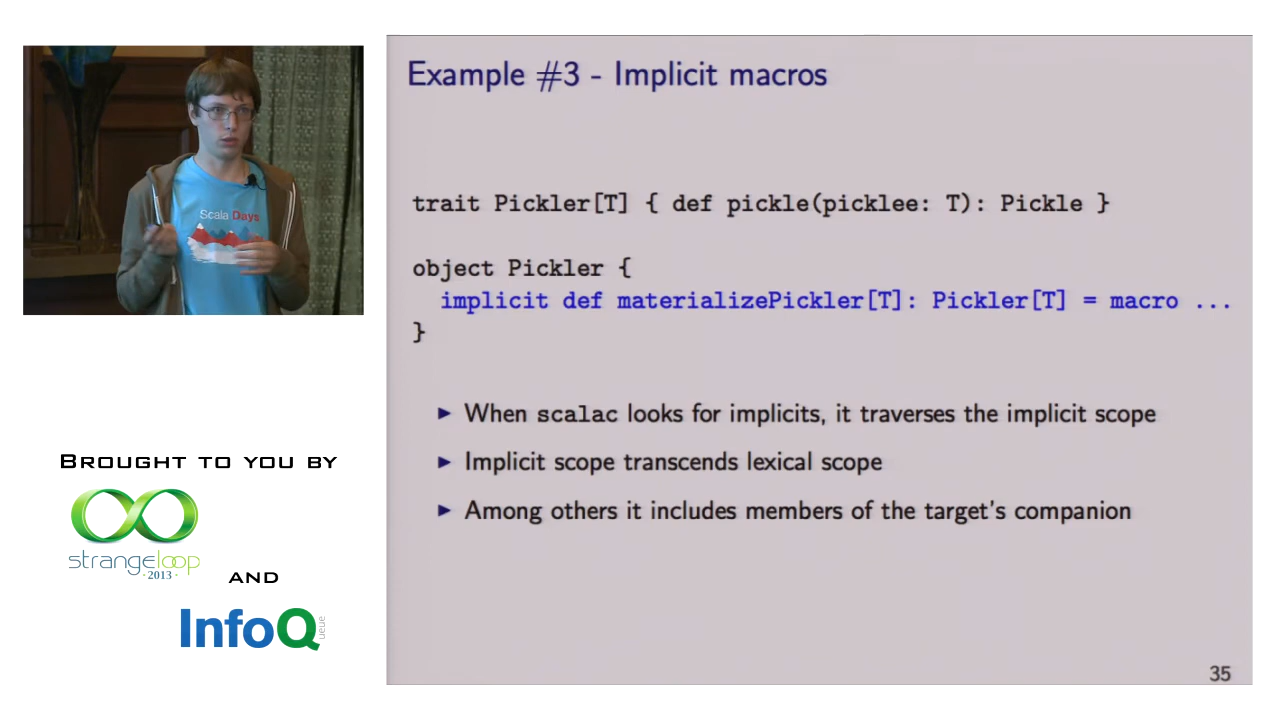 Scala Days
BROUGHT TO YOU BY
strangeloop
· 2013 ·
AND
InfoQ
queue
Example #3 - Implicit macros
trait Pickler[T] { def pickle(picklee: T): Pickle }
object Pickler {
implicit def materializePickler[T]: Pickler[T] = macro ...
}
▶ When scalac looks for implicits, it traverses the implicit scope
▶ Implicit scope transcends lexical scope
▶ Among others it includes members of the target's companion
35